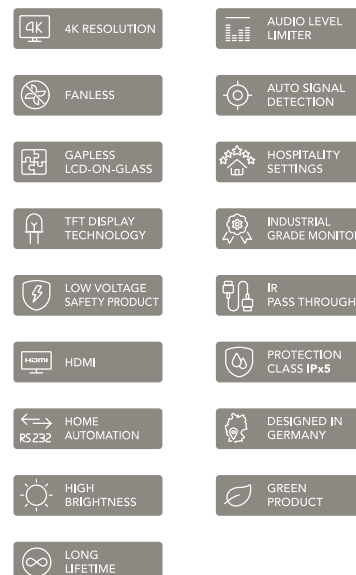 4K
4K RESOLUTION
FANLESS
GAPLESS
LCD-ON-GLASS
TFT DISPLAY
TECHNOLOGY
LOW VOLTAGE
SAFETY PRODUCT
HDMI
HDMI
RS 232
HOME
AUTOMATION
HIGH
BRIGHTNESS
LONG
LIFETIME
AUDIO LEVEL
LIMITER
AUTO SIGNAL
DETECTION
HOSPITALITY
SETTINGS
INDUSTRIAL
GRADE MONITOR
IR
PASS THROUGH
PROTECTION
CLASS IPx5
DESIGNED IN
GERMANY
GREEN
PRODUCT